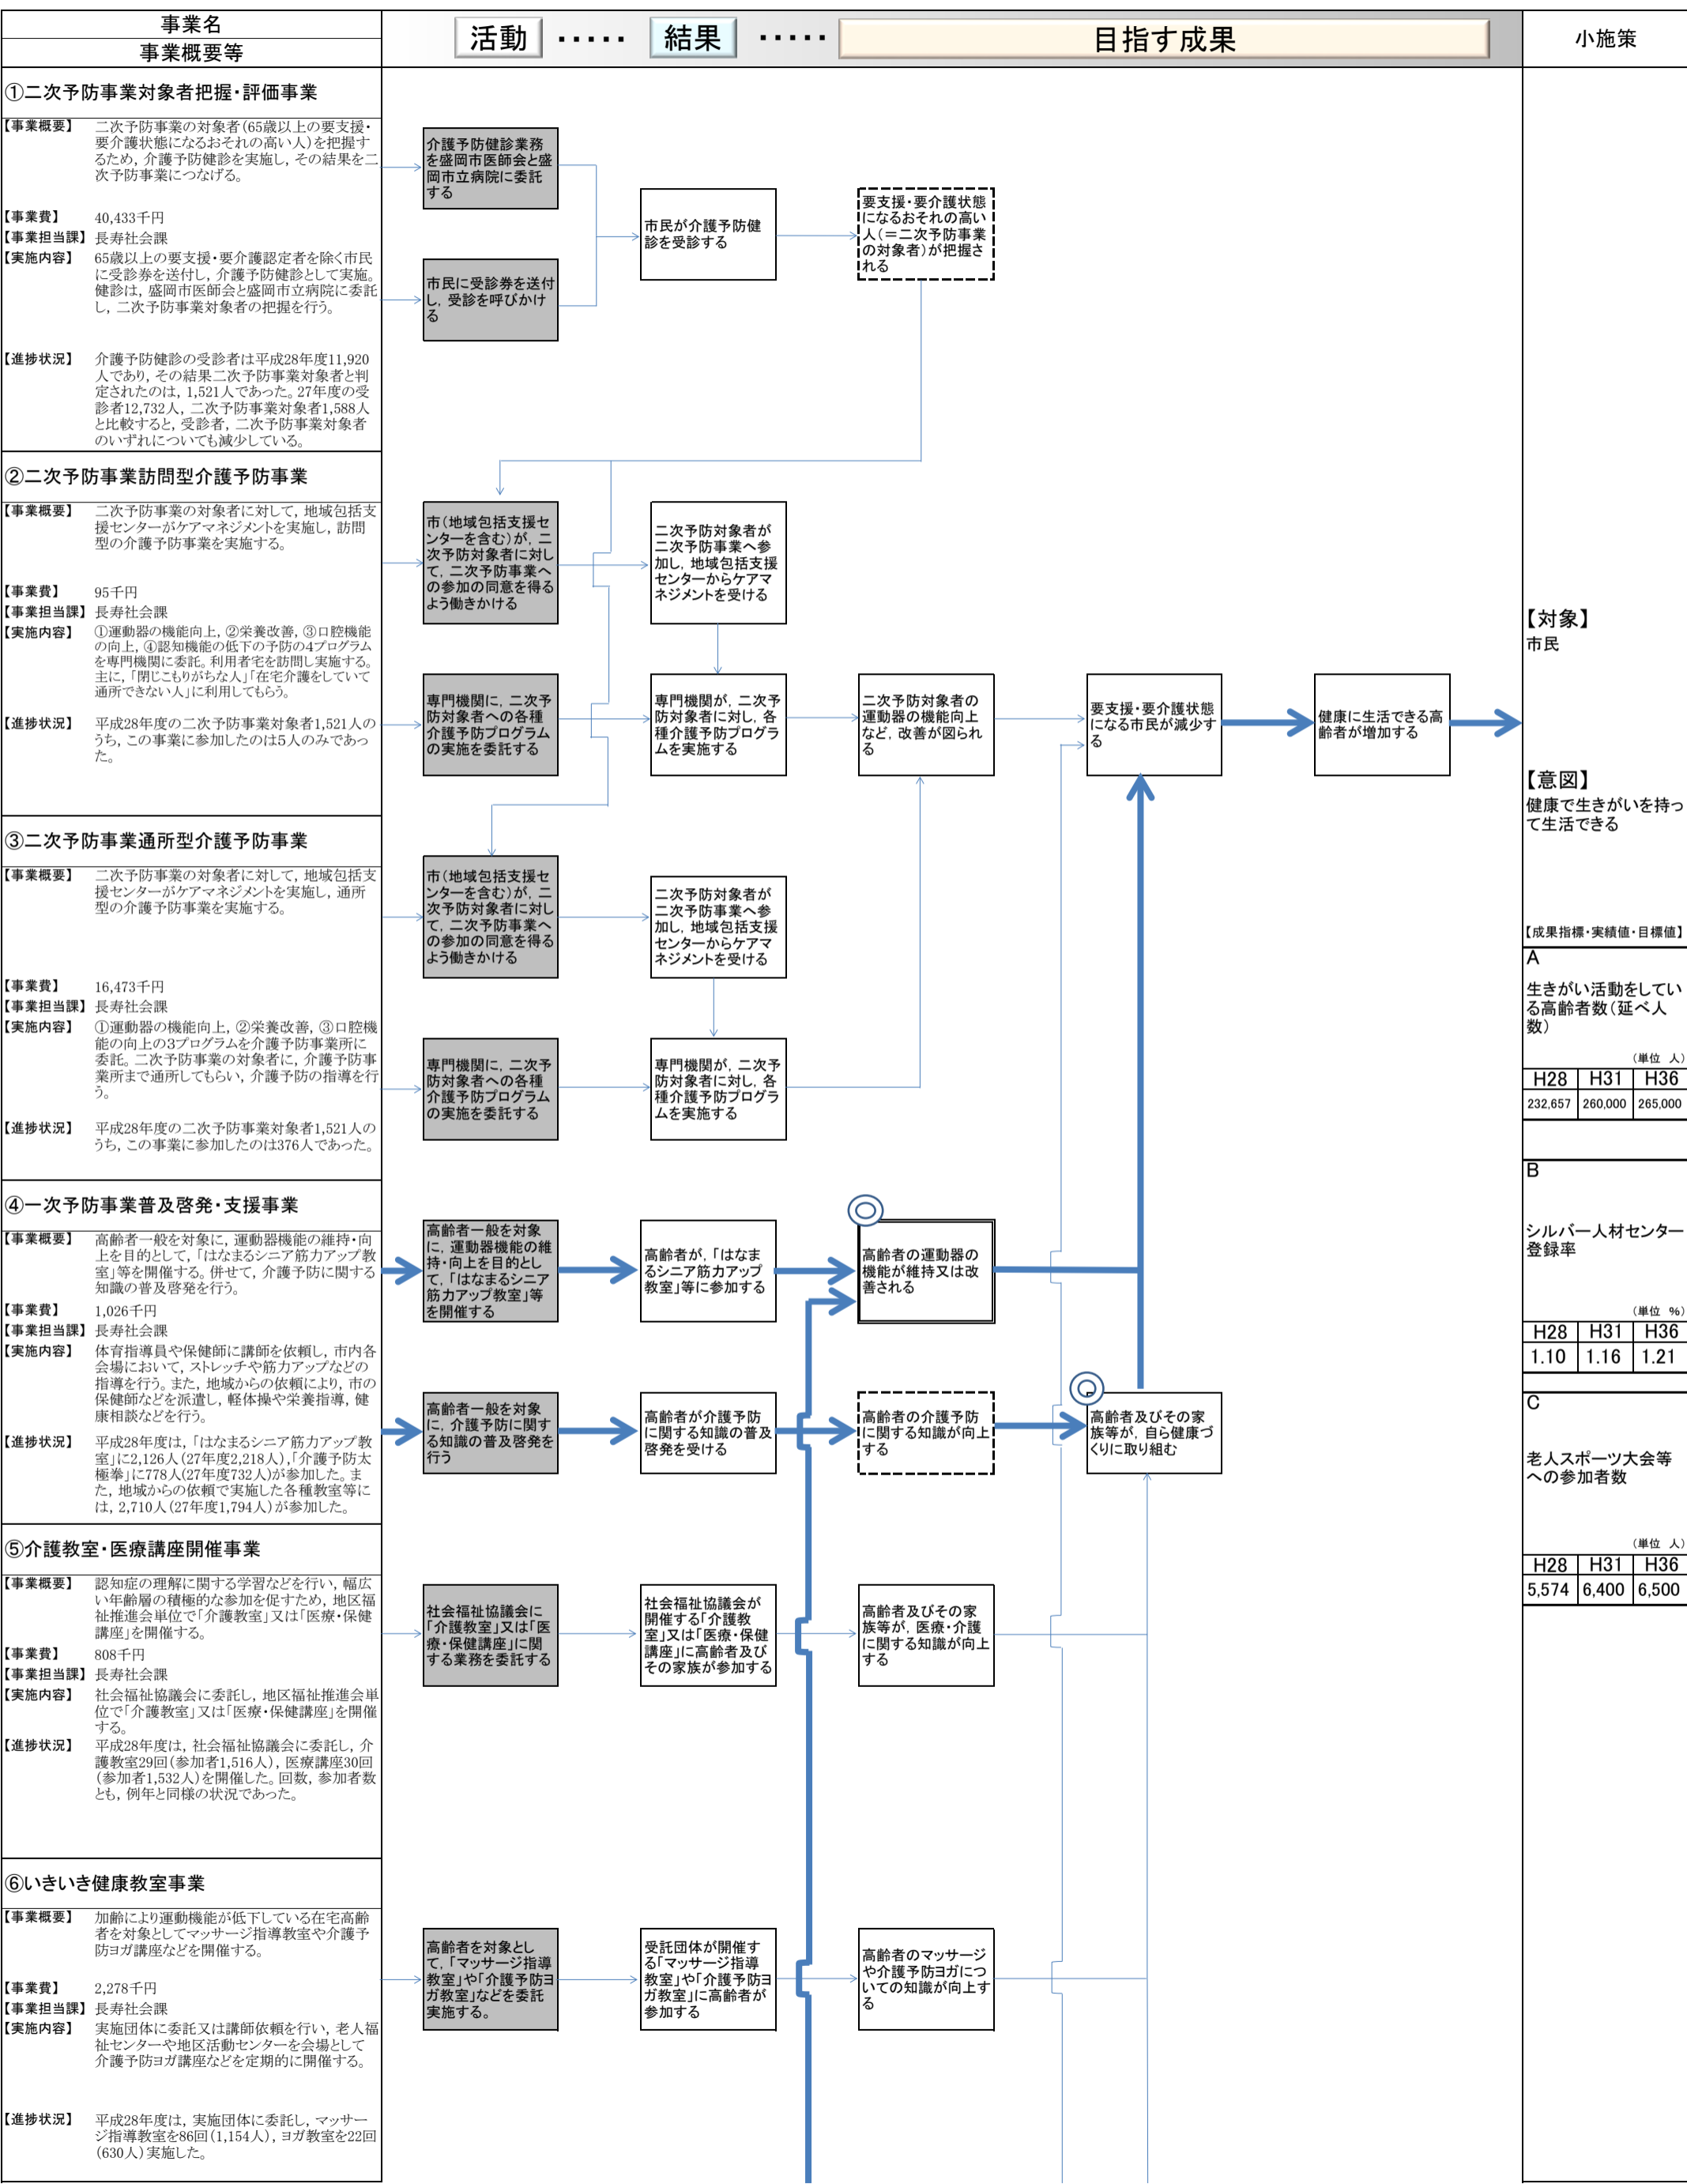 事業名
事業概要等
活動 ・・・・・ 結果 ・・・・・ 目指す成果
小施策
①二次予防事業対象者把握・評価事業
【事業概要】 二次予防事業の対象者(65歳以上の要支援・
要介護状態になるおそれの高い人)を把握す
るため，介護予防健診を実施し，その結果を二
次予防事業につなげる。
【事業費】 40,433千円
【事業担当課】 長寿社会課
【実施内容】 65歳以上の要支援・要介護認定者を除く市民
に受診券を送付し，介護予防健診として実施。
健診は，盛岡市医師会と盛岡市立病院に委託
し，二次予防事業対象者の把握を行う。
【進捗状況】 介護予防健診の受診者は平成28年度11,920
人であり，その結果二次予防事業対象者と判
定されたのは，1,521人であった。27年度の受
診者12,732人，二次予防事業対象者1,588人
と比較すると，受診者，二次予防事業対象者
のいずれについても減少している。
介護予防健診業務
を盛岡市医師会と盛
岡市立病院に委託
する
市民に受診券を送付
し，受診を呼びかけ
る
市民が介護予防健
診を受診する
要支援・要介護状態
になるおそれの高い
人(＝二次予防事業
の対象者)が把握さ
れる
②二次予防事業訪問型介護予防事業
【事業概要】 二次予防事業の対象者に対して，地域包括支
援センターがケアマネジメントを実施し，訪問
型の介護予防事業を実施する。
【事業費】 95千円
【事業担当課】 長寿社会課
【実施内容】 ①運動器の機能向上，②栄養改善，③口腔機能
の向上，④認知機能の低下の予防の4プログラム
を専門機関に委託。利用者宅を訪問し実施する。
主に，「閉じこもりがちな人」「在宅介護をしていて
通所できない人」に利用してもらう。
【進捗状況】 平成28年度の二次予防事業対象者1,521人の
うち，この事業に参加したのは5人のみであっ
た。
市(地域包括支援セ
ンターを含む)が，二
次予防対象者に対し
て，二次予防事業へ
の参加の同意を得る
よう働きかける
二次予防対象者が
二次予防事業へ参
加し，地域包括支援
センターからケアマ
ネジメントを受ける
専門機関に，二次予
防対象者への各種
介護予防プログラム
の実施を委託する
専門機関が，二次予
防対象者に対し，各
種介護予防プログラ
ムを実施する
二次予防対象者の
運動器の機能向上
など，改善が図られ
る
要支援・要介護状態
になる市民が減少す
る
健康に生活できる高
齢者が増加する
③二次予防事業通所型介護予防事業
【事業概要】 二次予防事業の対象者に対して，地域包括支
援センターがケアマネジメントを実施し，通所
型の介護予防事業を実施する。
【事業費】 16,473千円
【事業担当課】 長寿社会課
【実施内容】 ①運動器の機能向上，②栄養改善，③口腔機
能の向上の3プログラムを介護予防事業所に
委託。二次予防事業の対象者に，介護予防事
業所まで通所してもらい，介護予防の指導を行
う。
【進捗状況】 平成28年度の二次予防事業対象者1,521人の
うち，この事業に参加したのは376人であった。
市(地域包括支援セ
ンターを含む)が，二
次予防対象者に対し
て，二次予防事業へ
の参加の同意を得る
よう働きかける
二次予防対象者が
二次予防事業へ参
加し，地域包括支援
センターからケアマ
ネジメントを受ける
専門機関に，二次予
防対象者への各種
介護予防プログラム
の実施を委託する
専門機関が，二次予
防対象者に対し，各
種介護予防プログラ
ムを実施する
④一次予防事業普及啓発・支援事業
【事業概要】 高齢者一般を対象に，運動器機能の維持・向
上を目的として，「はなまるシニア筋力アップ教
室」等を開催する。併せて，介護予防に関する
知識の普及啓発を行う。
【事業費】 1,026千円
【事業担当課】 長寿社会課
【実施内容】 体育指導員や保健師に講師を依頼し，市内各
会場において，ストレッチや筋力アップなどの
指導を行う。また，地域からの依頼により，市の
保健師などを派遣し，軽体操や栄養指導，健
康相談などを行う。
【進捗状況】 平成28年度は，「はなまるシニア筋力アップ教
室」に2,126人(27年度2,218人)，「介護予防太
極拳」に778人(27年度732人)が参加した。ま
た，地域からの依頼で実施した各種教室等に
は，2,710人(27年度1,794人)が参加した。
高齢者一般を対象
に，運動器機能の維
持・向上を目的とし
て，「はなまるシニア
筋力アップ教室」等
を開催する
高齢者が，「はなま
るシニア筋力アップ
教室」等に参加する
高齢者の運動器の
機能が維持又は改
善される
高齢者一般を対象
に，介護予防に関す
る知識の普及啓発を
行う
高齢者が介護予防
に関する知識の普及
啓発を受ける
高齢者の介護予防
に関する知識が向上
する
高齢者及びその家
族等が，自ら健康づ
くりに取り組む
⑤介護教室・医療講座開催事業
【事業概要】 認知症の理解に関する学習などを行い，幅広
い年齢層の積極的な参加を促すため，地区福
祉推進会単位で「介護教室」又は「医療・保健
講座」を開催する。
【事業費】 808千円
【事業担当課】 長寿社会課
【実施内容】 社会福祉協議会に委託し，地区福祉推進会単
位で「介護教室」又は「医療・保健講座」を開催
する。
【進捗状況】 平成28年度は，社会福祉協議会に委託し，介
護教室29回(参加者1,516人)，医療講座30回
(参加者1,532人)を開催した。回数，参加者数
とも，例年と同様の状況であった。
社会福祉協議会に
「介護教室」又は「医
療・保健講座」に関
する業務を委託する
社会福祉協議会が
開催する「介護教
室」又は「医療・保健
講座」に高齢者及び
その家族が参加する
高齢者及びその家
族等が，医療・介護
に関する知識が向上
する
⑥いきいき健康教室事業
【事業概要】 加齢により運動機能が低下している在宅高齢
者を対象としてマッサージ指導教室や介護予
防ヨガ講座などを開催する。
【事業費】 2,278千円
【事業担当課】 長寿社会課
【実施内容】 実施団体に委託又は講師依頼を行い，老人福
祉センターや地区活動センターを会場として
介護予防ヨガ講座などを定期的に開催する。
【進捗状況】 平成28年度は，実施団体に委託し，マッサー
ジ指導教室を86回(1,154人)，ヨガ教室を22回
(630人)実施した。
高齢者を対象とし
て，「マッサージ指導
教室」や「介護予防ヨ
ガ教室」などを委託
実施する。
受託団体が開催す
る「マッサージ指導
教室」や「介護予防ヨ
ガ教室」に高齢者が
参加する
高齢者のマッサージ
や介護予防ヨガにつ
いての知識が向上す
る
【対象】
市民
【意図】
健康で生きがいを持っ
て生活できる
【成果指標・実績値・目標値】
A
生きがい活動をしてい
る高齢者数(延べ人
数)
(単位 人)
H28 H31 H36
232,657 260,000 265,000
B
シルバー人材センター
登録率
(単位 %)
H28 H31 H36
1.10 1.16 1.21
C
老人スポーツ大会等
への参加者数
(単位 人)
H28 H31 H36
5,574 6,400 6,500